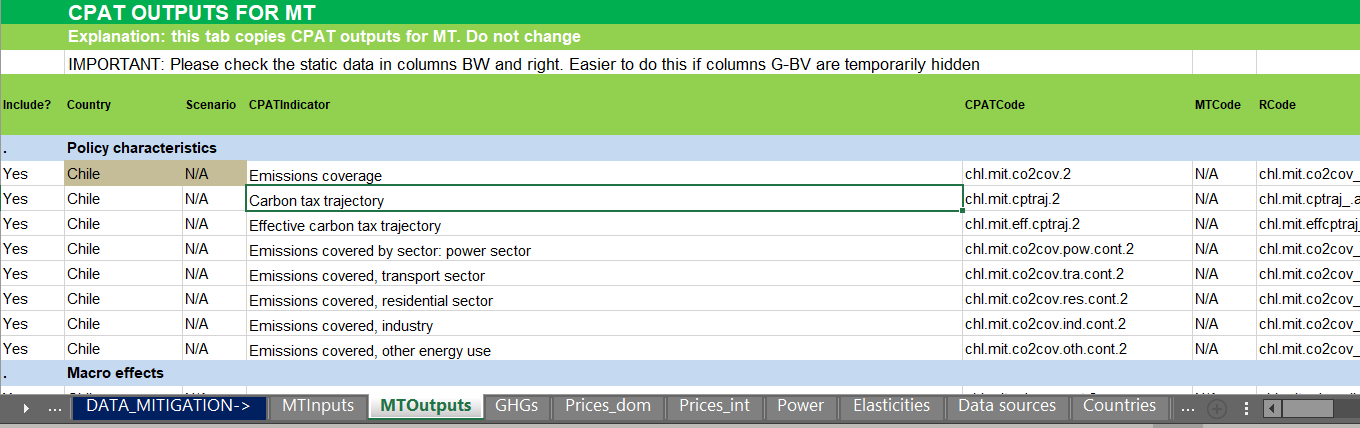 CPAT OUTPUTS FOR MT
Explanation: this tab copies CPAT outputs for MT. Do not change
IMPORTANT: Please check the static data in columns BW and right. Easier to do this if columns G-BV are temporarily hidden
Include? Country Scenario CPATIndicator CPATCode MTCode RCode
. Policy characteristics
Yes Chile N/A Emissions coverage chl.mit.co2cov.2 N/A chl.mit.co2cov_
Yes Chile N/A Carbon tax trajectory chl.mit.cptraj.2 N/A chl.mit.cptraj_.a
Yes Chile N/A Effective carbon tax trajectory chl.mit.eff.cptraj.2 N/A chl.mit.effcptraj_
Yes Chile N/A Emissions covered by sector: power sector chl.mit.co2cov.pow.cont.2 N/A chl.mit.co2cov_
Yes Chile N/A Emissions covered, transport sector chl.mit.co2cov.tra.cont.2 N/A chl.mit.co2cov_
Yes Chile N/A Emissions covered, residential sector chl.mit.co2cov.res.cont.2 N/A chl.mit.co2cov_
Yes Chile N/A Emissions covered, industry chl.mit.co2cov.ind.cont.2 N/A chl.mit.co2cov_
Yes Chile N/A Emissions covered, other energy use chl.mit.co2cov.oth.cont.2 N/A chl.mit.co2cov_
. Macro effects
... DATA_MITIGATION-> MTInputs MTOutputs GHGs Prices_dom Prices_int Power Elasticities Data sources Countries ...